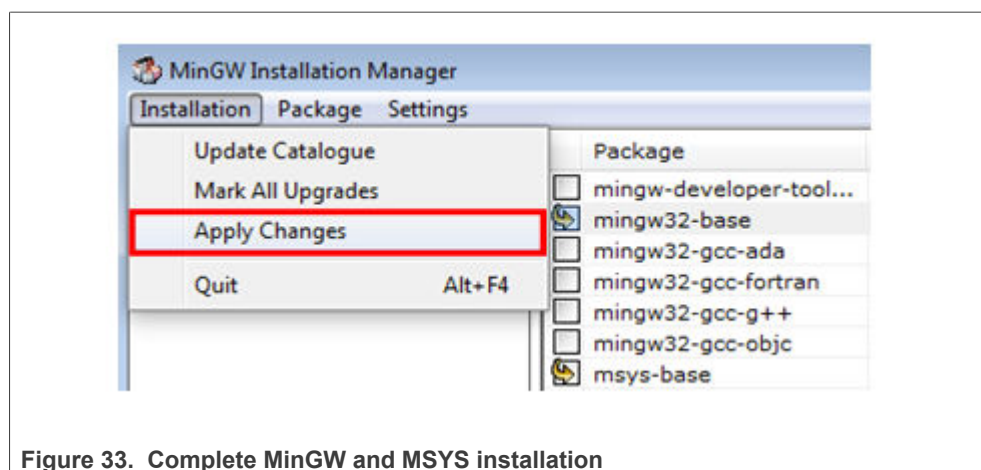 MinGW Installation Manager
Installation Package Settings
Update Catalogue
Mark All Upgrades
Apply Changes
Quit Alt+F4
Package
mingw-developer-tool...
mingw32-base
mingw32-gcc-ada
mingw32-gcc-fortran
mingw32-gcc-g++
mingw32-gcc-objc
msys-base
Figure 33. Complete MinGW and MSYS installation